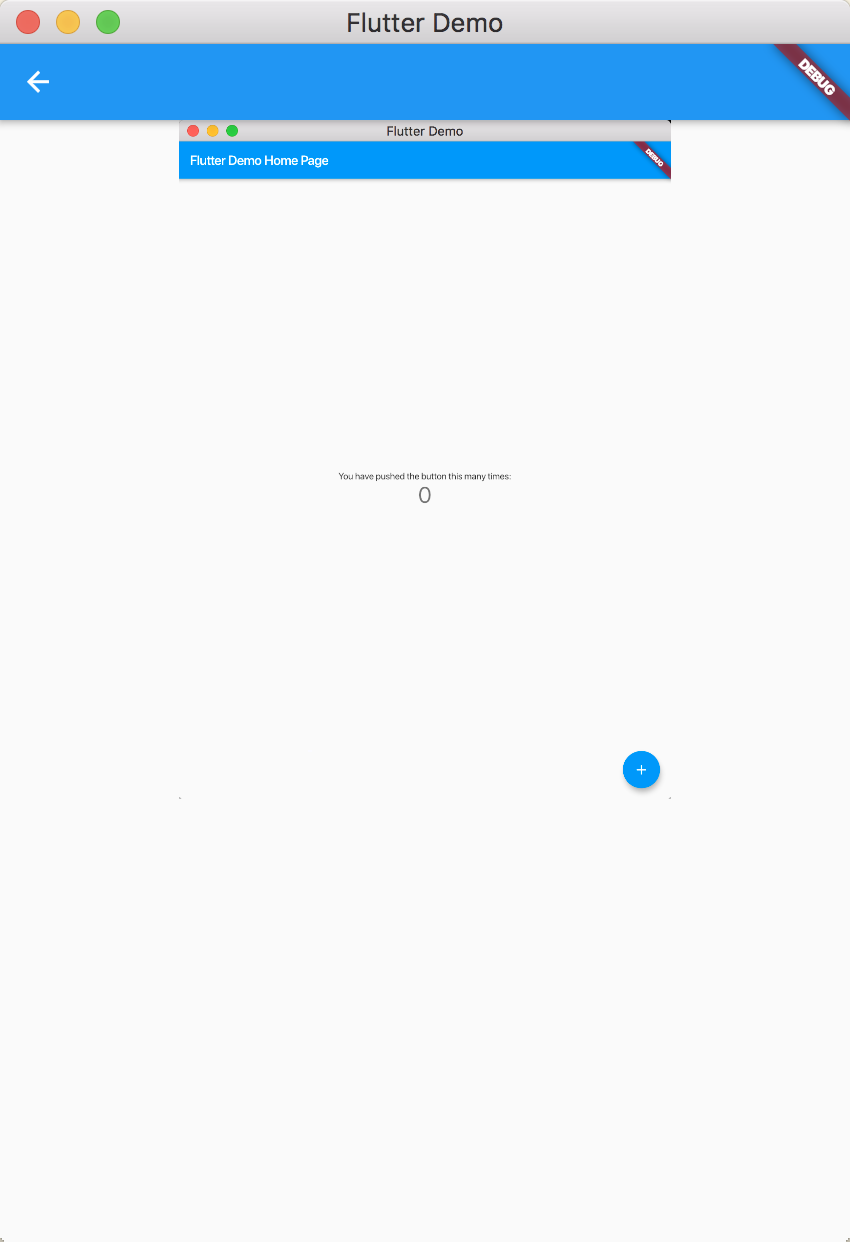 Flutter Demo
DEBUG
Flutter Demo
Flutter Demo Home Page
DEBUG
You have pushed the button this many times:
0